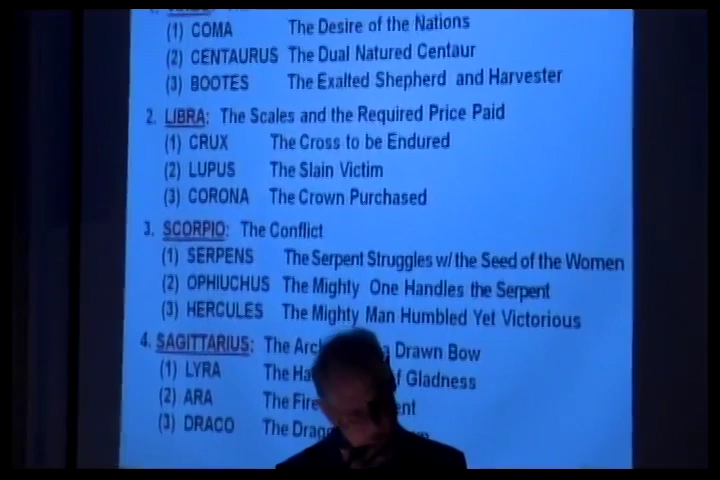 (1) COMA The Desire of the Nations
(2) CENTAURUS The Dual Natured Centaur
(3) BOOTES The Exalted Shepherd and Harvester
2. LIBRA: The Scales and the Required Price Paid
(1) CRUX The Cross to be Endured
(2) LUPUS The Slain Victim
(3) CORONA The Crown Purchased
3. SCORPIO: The Conflict
(1) SERPENS The Serpent Struggles w/the Seed of the Women
(2) OPHIUCHUS The Mighty One Handles the Serpent
(3) HERCULES The Mighty Man Humbled Yet Victorious
4. SAGITTARIUS: The Drawn Bow
(1) LYRA The of Gladness
(2) ARA The
(3) DRACO The